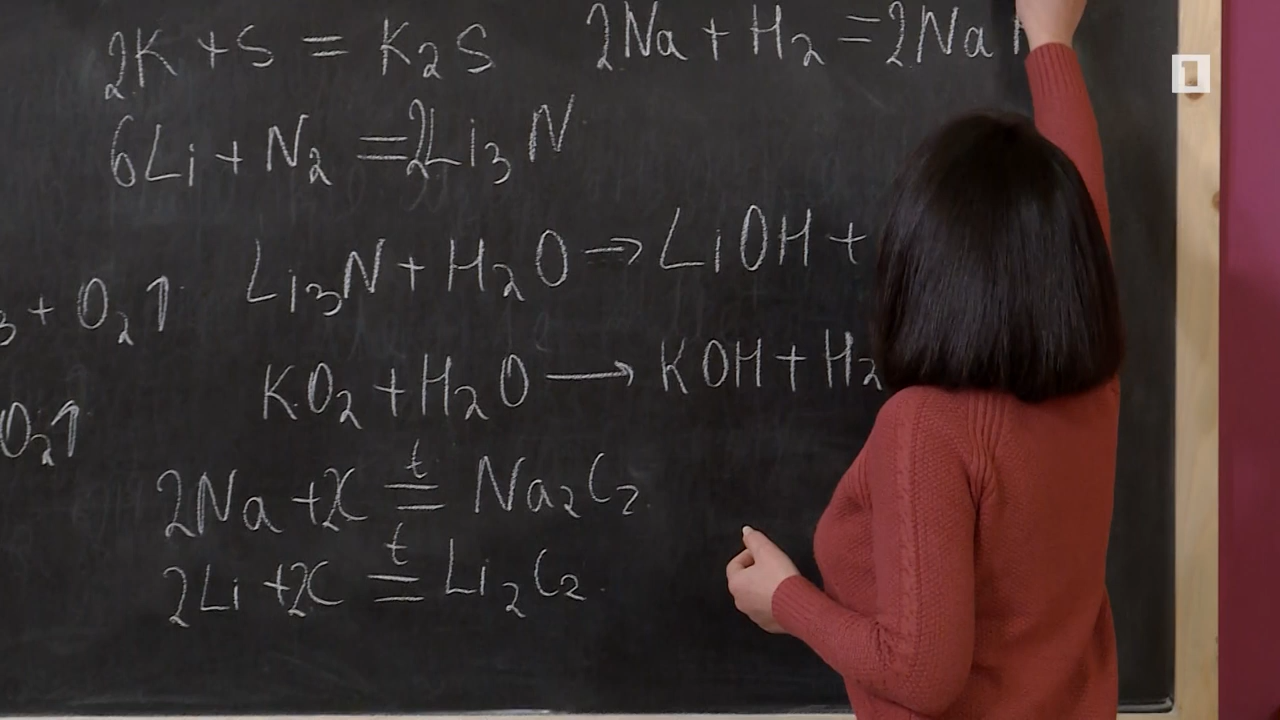 2K + S = K₂S
2Na + H₂ = 2Na
1
6Li + N₂ = 2Li₃N
Li₃N + H₂O → LiOH +
₃ + O₂↑
KO₂ + H₂O → KOH + H₂
O₂↑
2Na + 2C =ᵗ Na₂C₂
2Li + 2C =ᵗ Li₂C₂